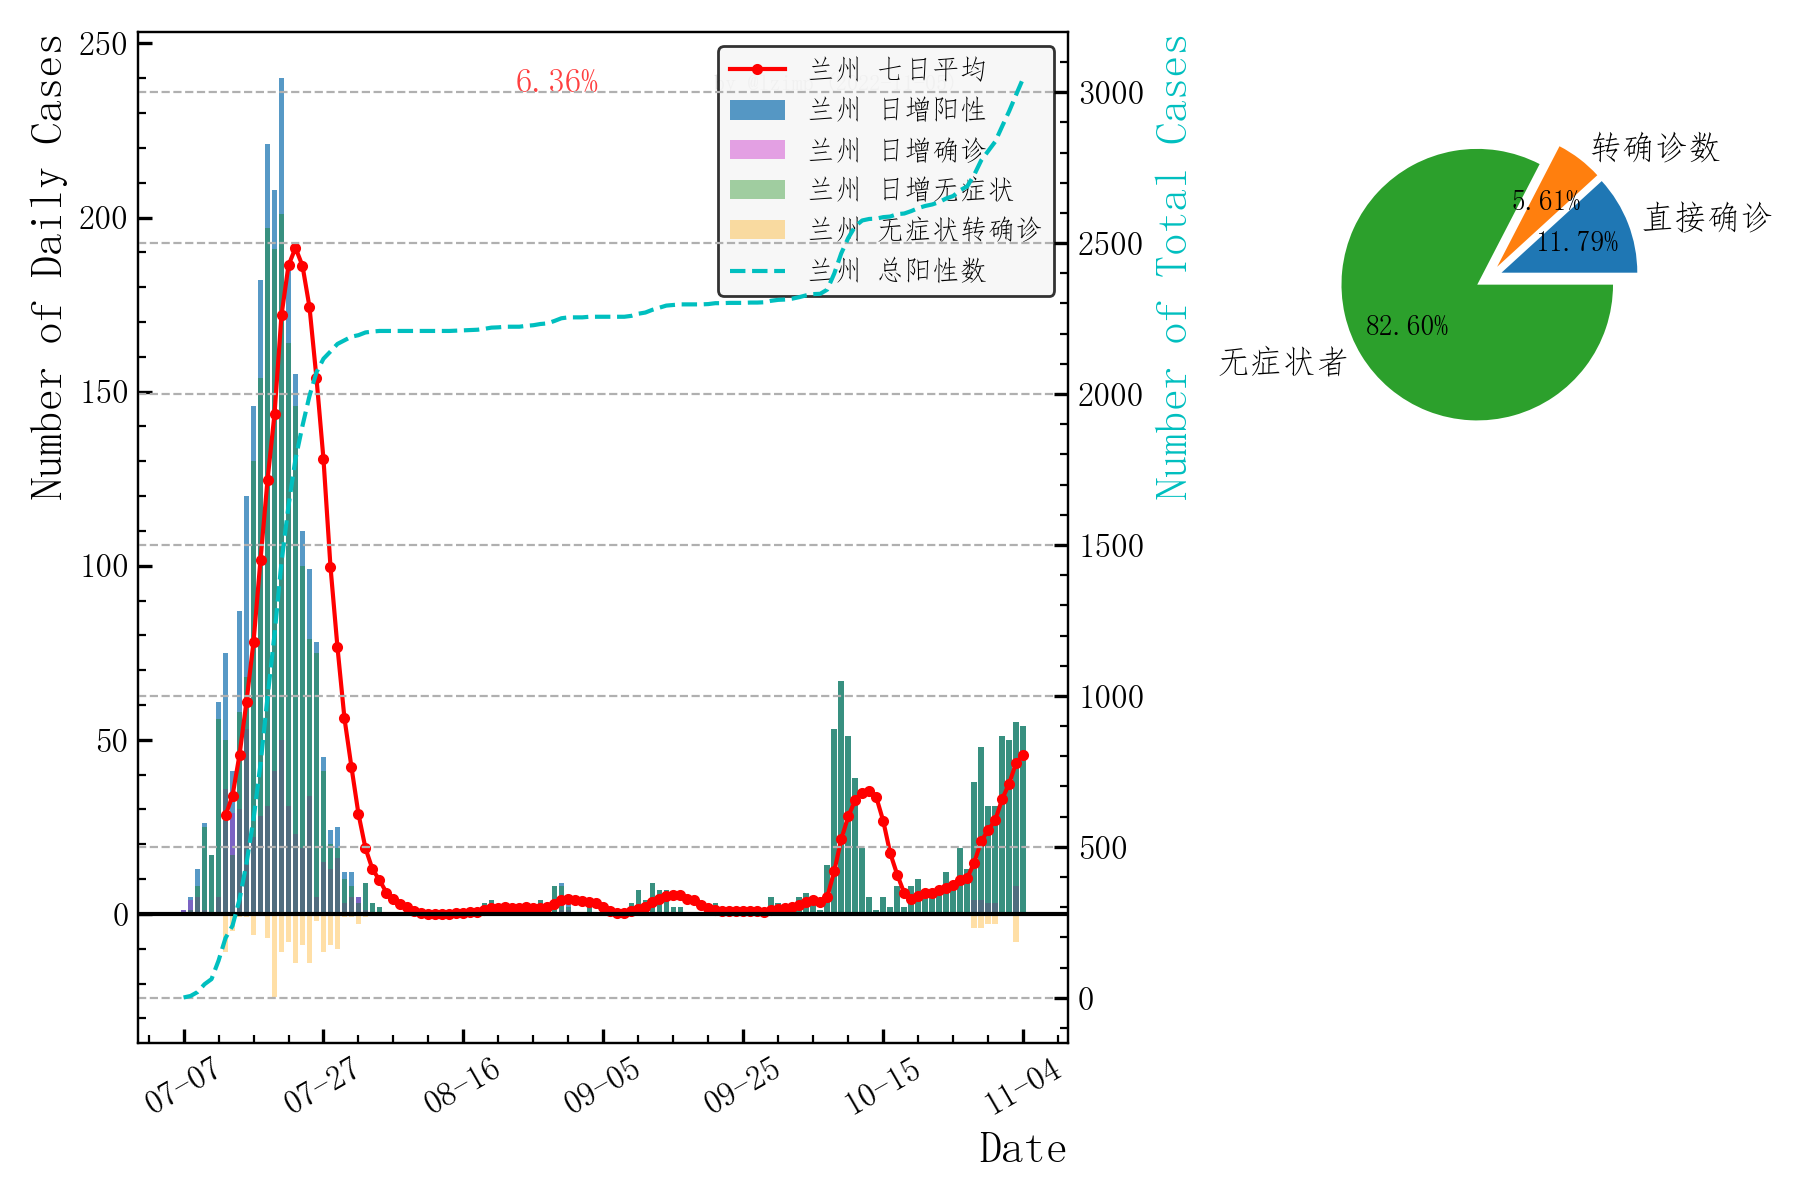 Number of Daily Cases
250
200
150
100
50
0
6.36%
兰州 七日平均
兰州 日增阳性
兰州 日增确诊
兰州 日增无症状
兰州 无症状转确诊
兰州 总阳性数
3000
2500
2000
1500
1000
500
0
Number of Total Cases
07-07
07-27
08-16
09-05
09-25
10-15
11-04
Date
转确诊数
5.61%
直接确诊
11.79%
82.60%
无症状者